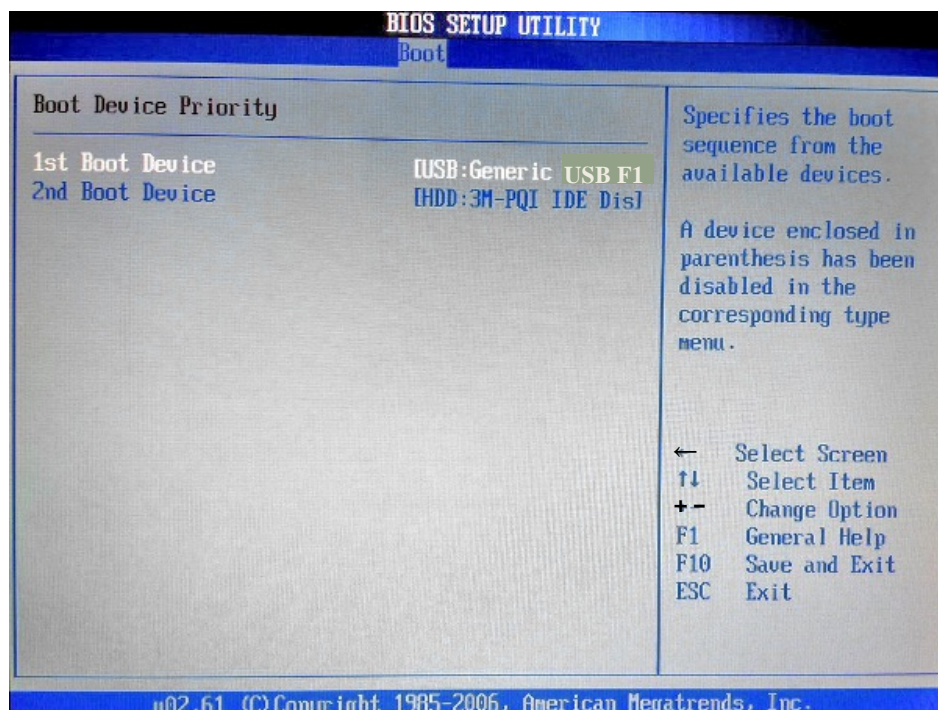 BIOS SETUP UTILITY
Boot
Boot Device Priority
1st Boot Device [USB:Generic USB F1
2nd Boot Device [HDD:3M-PQI IDE Dis]
Specifies the boot
sequence from the
available devices.
A device enclosed in
parenthesis has been
disabled in the
corresponding type
menu.
← Select Screen
↑↓ Select Item
+- Change Option
F1 General Help
F10 Save and Exit
ESC Exit
v02.61 (C)Copyright 1985-2006, American Megatrends, Inc.